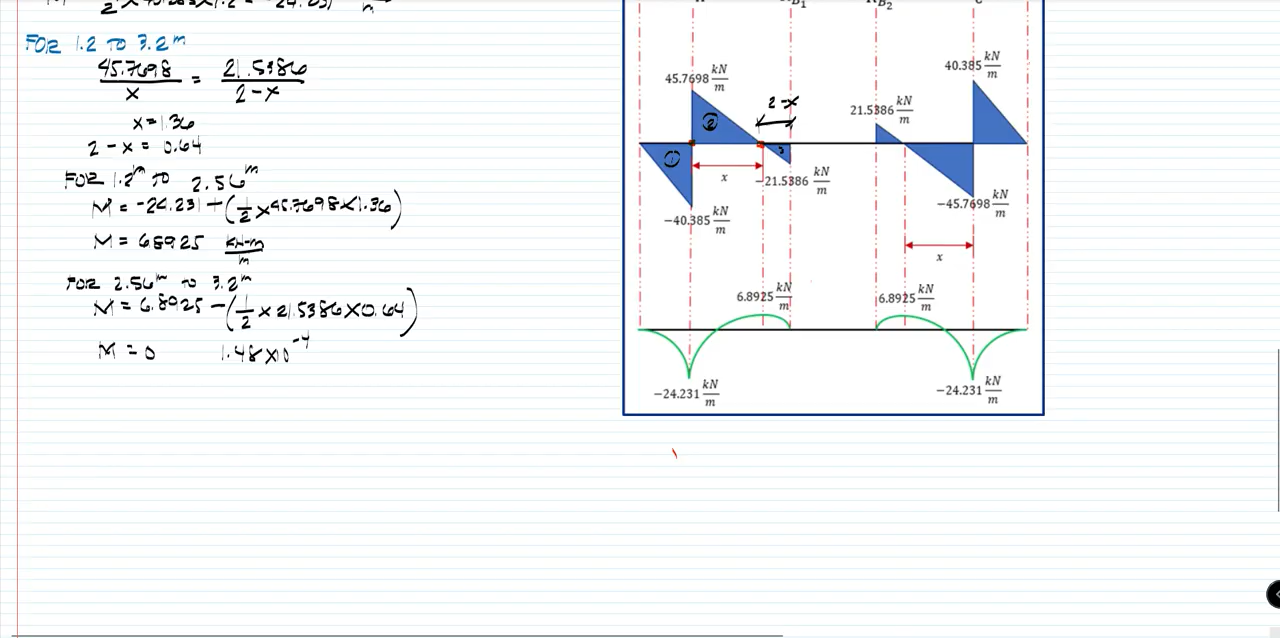 FOR 1.2 TO 3.2m
45.7698/x = 21.5386/2-x
x = 1.36
2-x = 0.64
FOR 1.2m TO 2.56m
M = -24.231 + (1/2 x 45.7698 x 1.36)
M = 6.8925 kN-m/m
FOR 2.56m TO 3.2m
M = 6.8925 - (1/2 x 21.5386 x 0.64)
M = 0 1.48 x 10^-4
45.7698 kN/m
2-x
21.5386 kN/m
40.385 kN/m
①
②
3
x
-21.5386 kN/m
-40.385 kN/m
-45.7698 kN/m
x
6.8925 kN/m
6.8925 kN/m
-24.231 kN/m
-24.231 kN/m